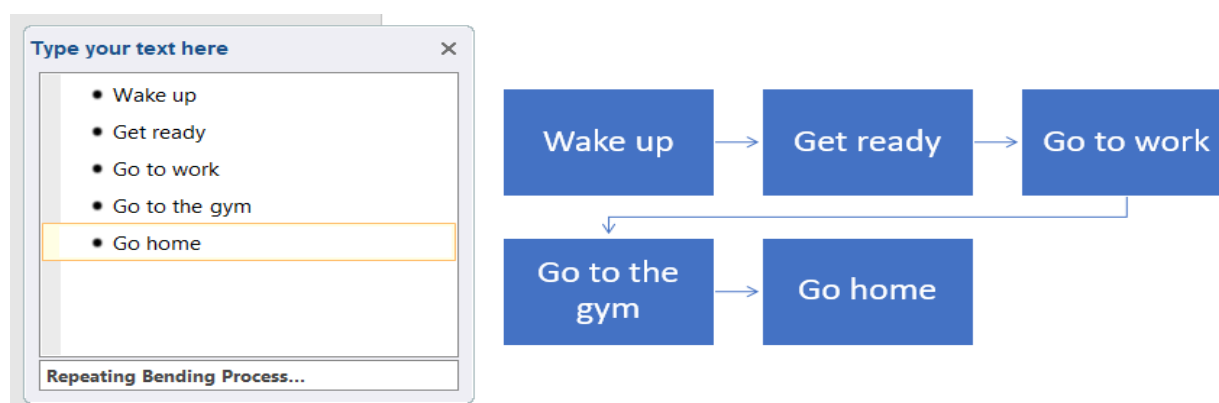 Type your text here
Wake up
Get ready
Go to work
Go to the gym
Go home
Repeating Bending Process...
Wake up
Get ready
Go to work
Go to the
gym
Go home